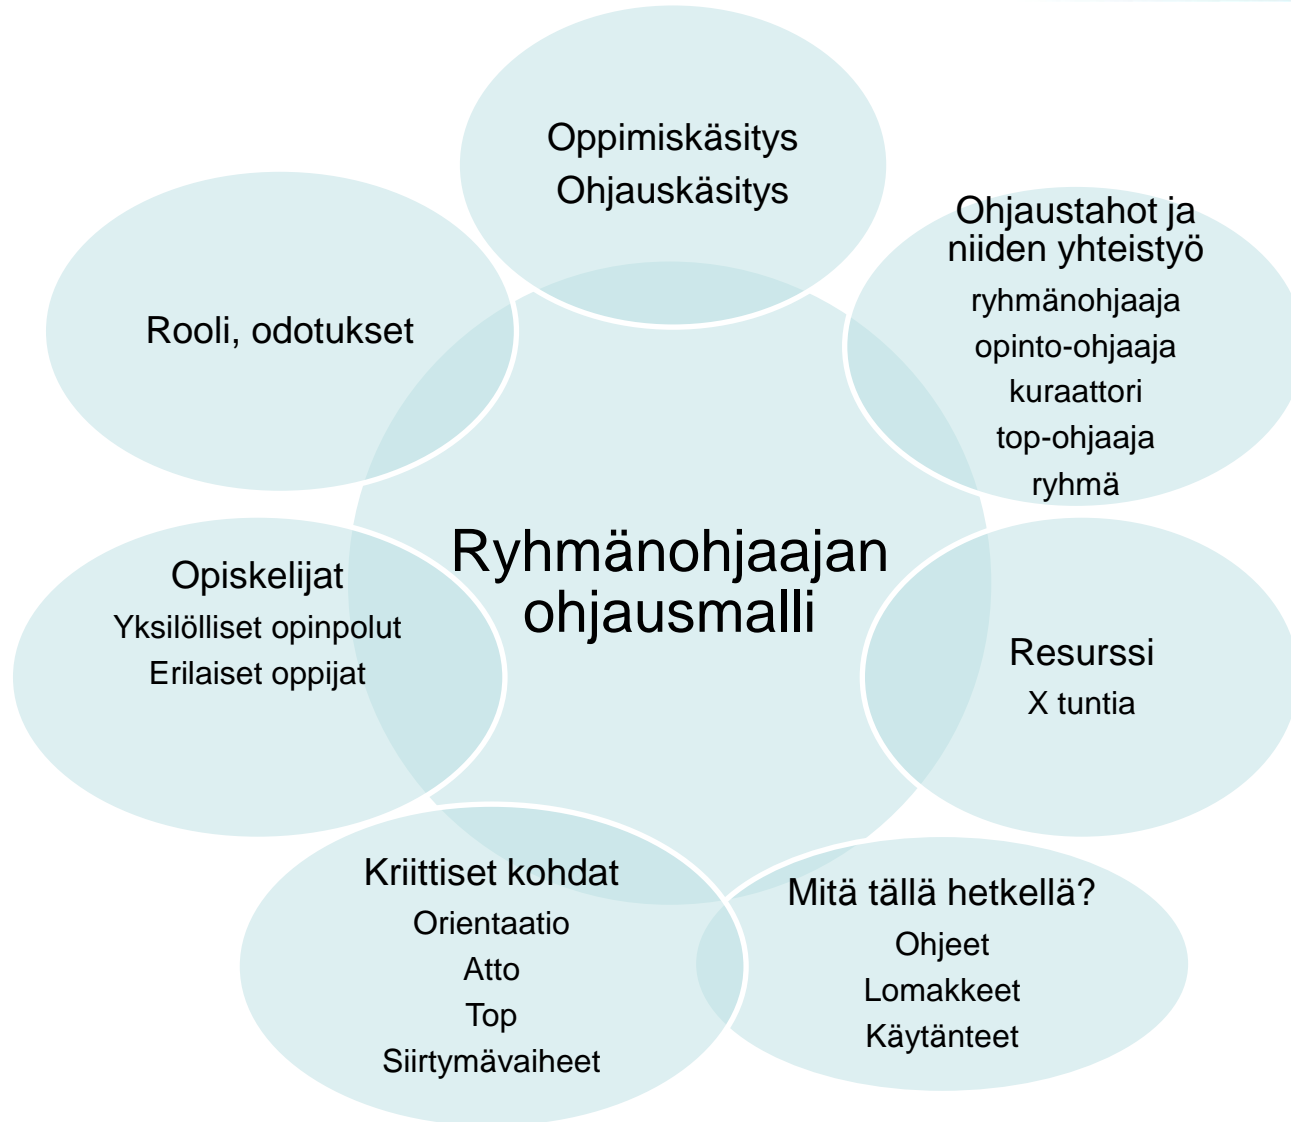 Oppimiskäsitys
Ohjauskäsitys
Ohjaustahot ja
niiden yhteistyö
ryhmänohjaaja
opinto-ohjaaja
kuraattori
top-ohjaaja
ryhmä
Rooli, odotukset
Ryhmänohjaajan
ohjausmalli
Opiskelijat
Yksilölliset opinpolut
Erilaiset oppijat
Resurssi
X tuntia
Kriittiset kohdat
Orientaatio
Atto
Top
Siirtymävaiheet
Mitä tällä hetkellä?
Ohjeet
Lomakkeet
Käytänteet